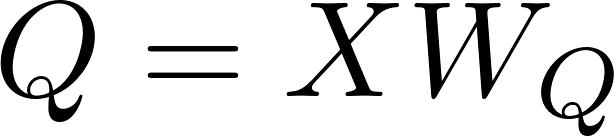 Q = XW_Q